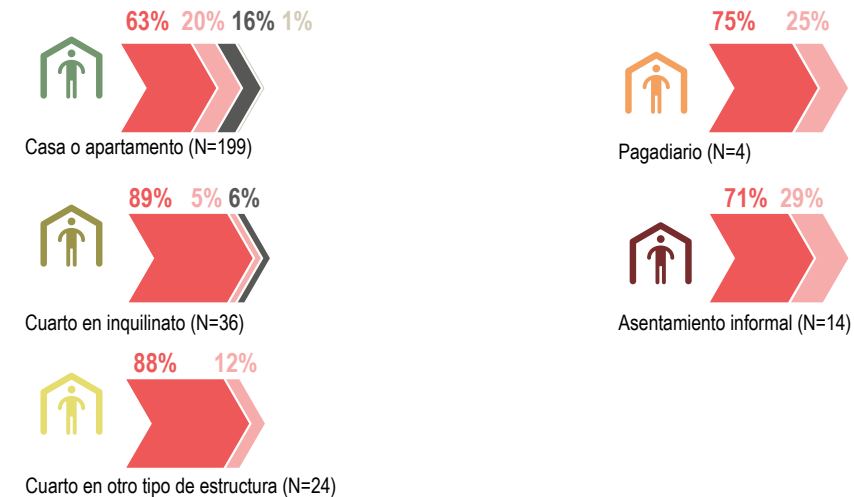 63% 20% 16% 1%
Casa o apartamento (N=199)
89% 5% 6%
Cuarto en inquilinato (N=36)
88% 12%
Cuarto en otro tipo de estructura (N=24)
75% 25%
Pagadiario (N=4)
71% 29%
Asentamiento informal (N=14)